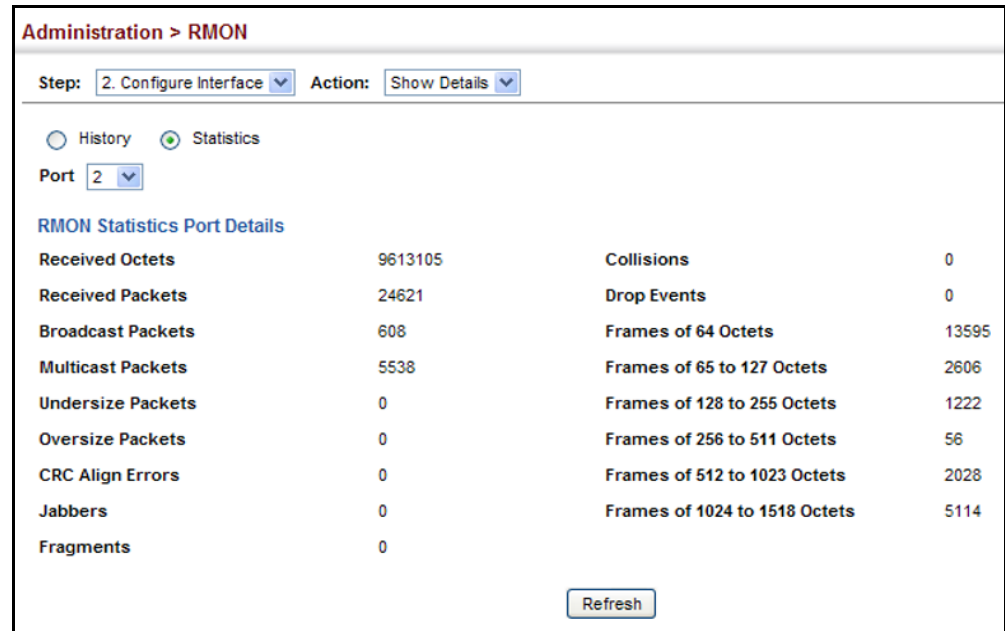 Administration > RMON
Step: 2. Configure Interface Action: Show Details
History Statistics
Port 2
RMON Statistics Port Details
Received Octets 9613105 Collisions 0
Received Packets 24621 Drop Events 0
Broadcast Packets 608 Frames of 64 Octets 13595
Multicast Packets 5538 Frames of 65 to 127 Octets 2606
Undersize Packets 0 Frames of 128 to 255 Octets 1222
Oversize Packets 0 Frames of 256 to 511 Octets 56
CRC Align Errors 0 Frames of 512 to 1023 Octets 2028
Jabbers 0 Frames of 1024 to 1518 Octets 5114
Fragments 0
Refresh